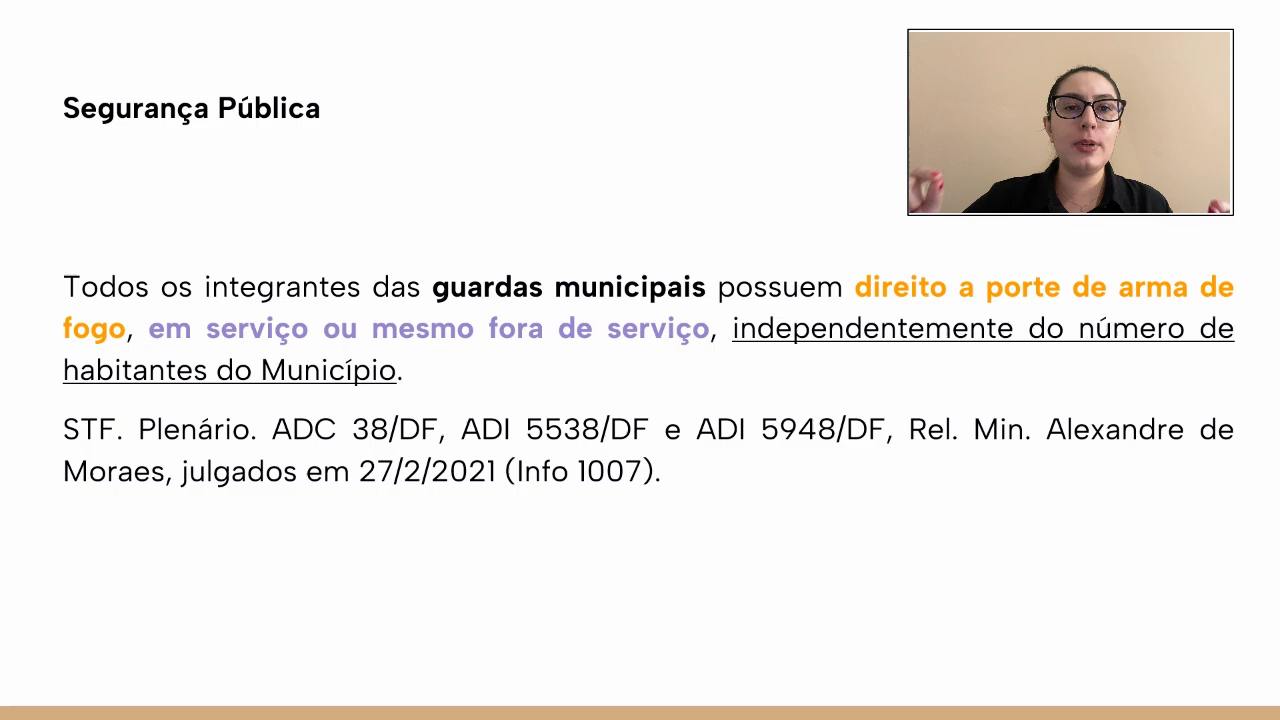 Segurança Pública
Todos os integrantes das guardas municipais possuem direito a porte de arma de
fogo, em serviço ou mesmo fora de serviço, independentemente do número de
habitantes do Município.
STF. Plenário. ADC 38/DF, ADI 5538/DF e ADI 5948/DF, Rel. Min. Alexandre de
Moraes, julgados em 27/2/2021 (Info 1007).